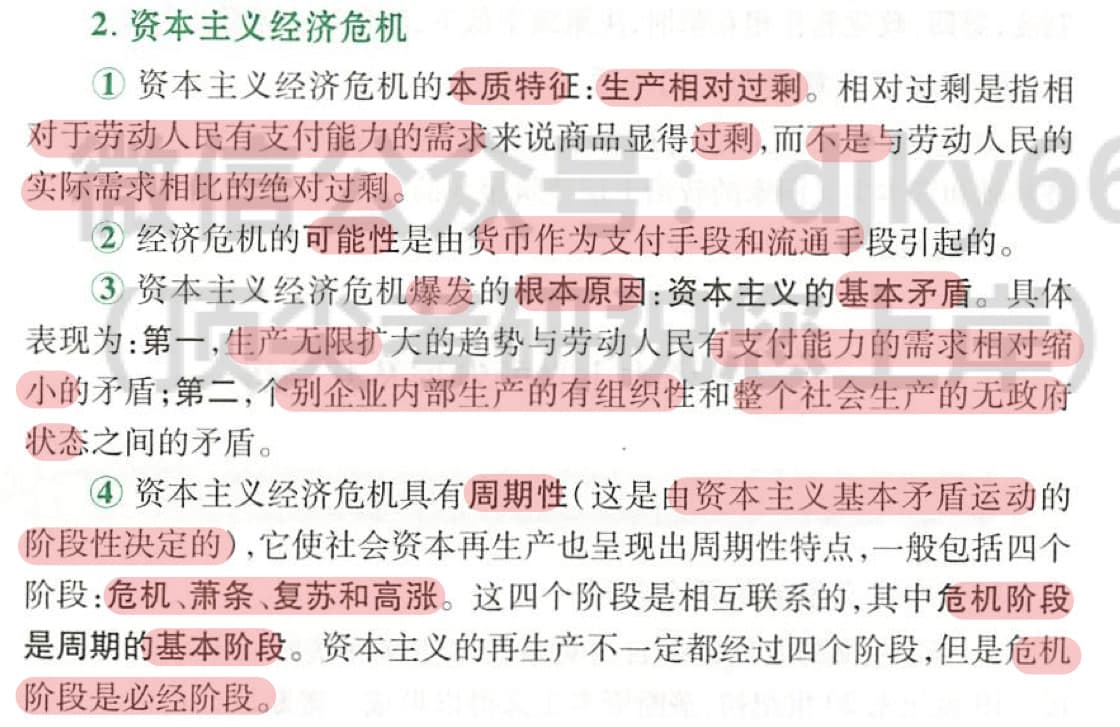 2. 资本主义经济危机
① 资本主义经济危机的本质特征:生产相对过剩。相对过剩是指相
对于劳动人民有支付能力的需求来说商品显得过剩,而不是与劳动人民的
实际需求相比的绝对过剩。
② 经济危机的可能性是由货币作为支付手段和流通手段引起的。
③ 资本主义经济危机爆发的根本原因:资本主义的基本矛盾。具体
表现为:第一,生产无限扩大的趋势与劳动人民有支付能力的需求相对缩
小的矛盾;第二,个别企业内部生产的有组织性和整个社会生产的无政府
状态之间的矛盾。
④ 资本主义经济危机具有周期性(这是由资本主义基本矛盾运动的
阶段性决定的),它使社会资本再生产也呈现出周期性特点,一般包括四个
阶段:危机、萧条、复苏和高涨。这四个阶段是相互联系的,其中危机阶段
是周期的基本阶段。资本主义的再生产不一定都经过四个阶段,但是危机
阶段是必经阶段。
微信公众号:djky66
(顶尖考研祝您上岸)